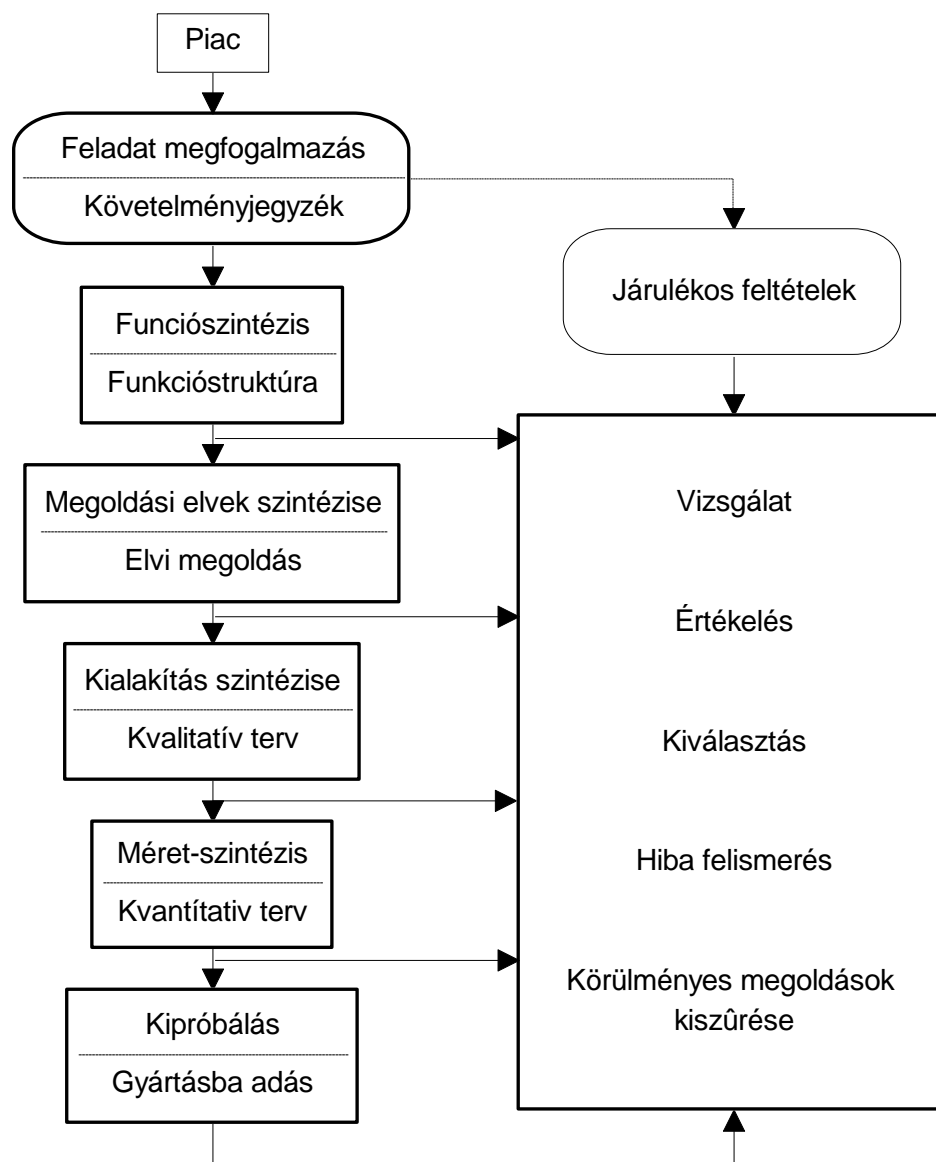 Piac
Feladat megfogalmazás
Követelményjegyzék
Járulékos feltételek
Funciószintézis
Funkcióstruktúra
Megoldási elvek szintézise
Elvi megoldás
Kialakítás szintézise
Kvalitatív terv
Méret-szintézis
Kvantítativ terv
Kipróbálás
Gyártásba adás
Vizsgálat
Értékelés
Kiválasztás
Hiba felismerés
Körülményes megoldások
kiszûrése